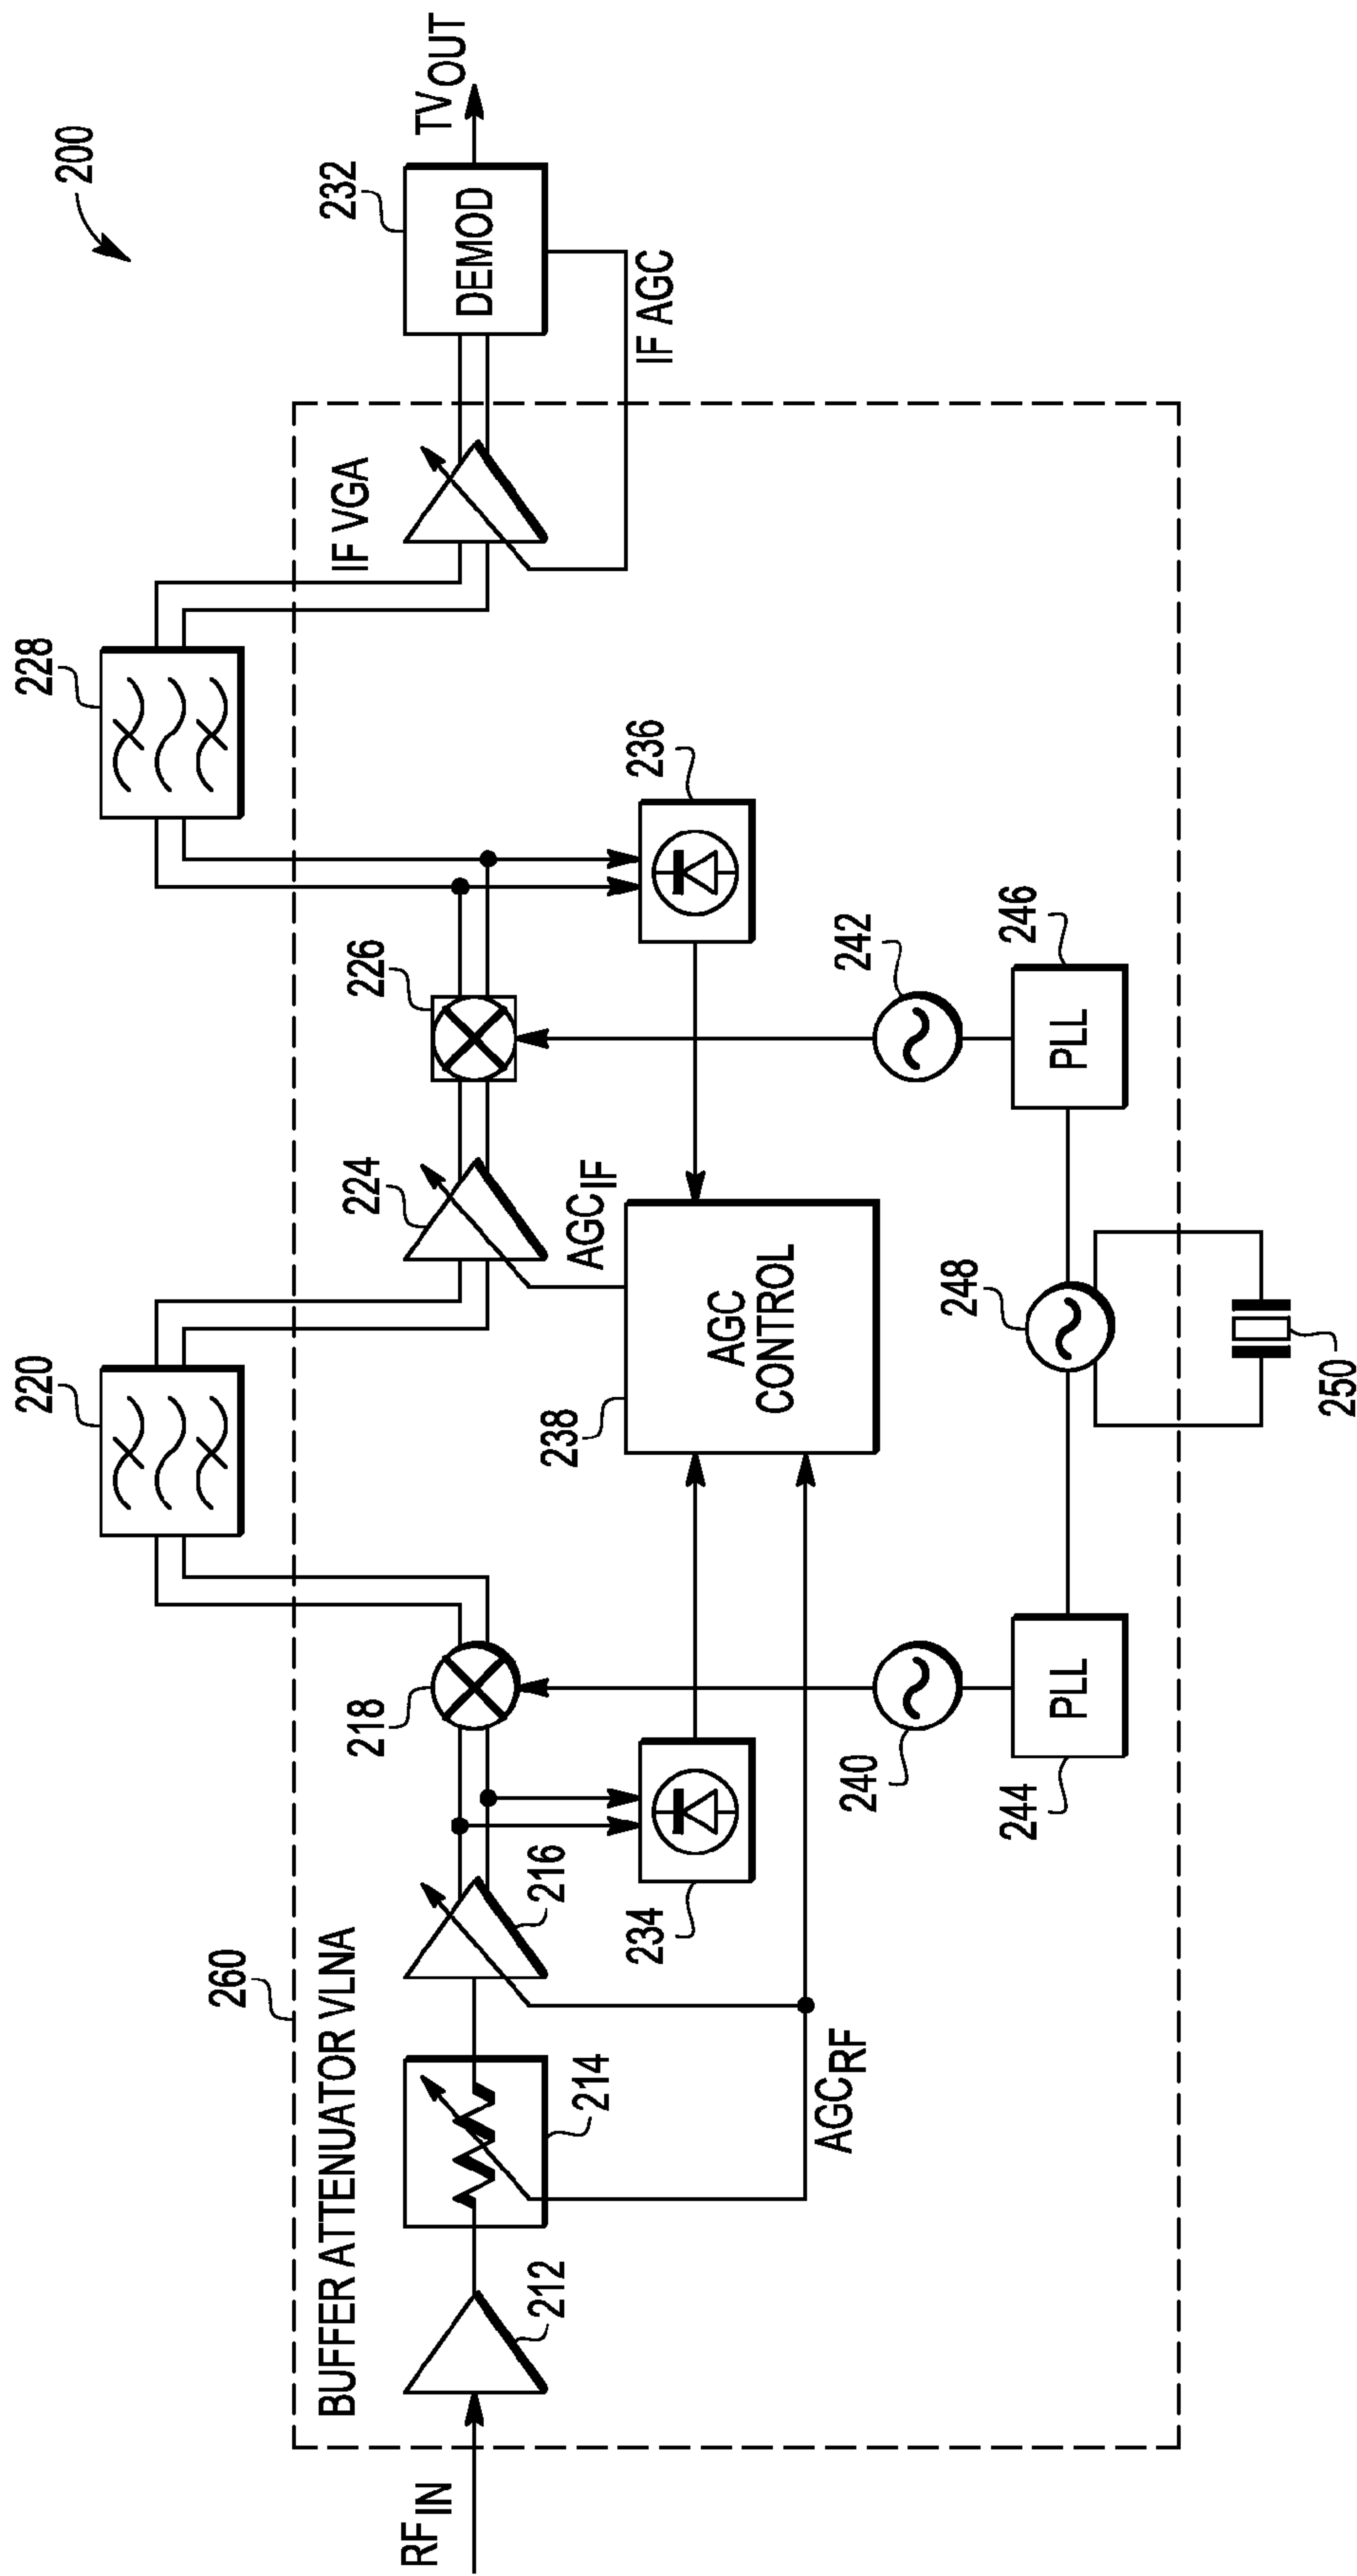 200
220
228
260
BUFFER ATTENUATOR VLNA
IF VGA
232
RFIN
212
214
216
218
224
226
DEMOD
TVOUT
AGCIF
IF AGC
234
236
238
AGC
CONTROL
AGCRF
240
242
244
PLL
248
246
PLL
250